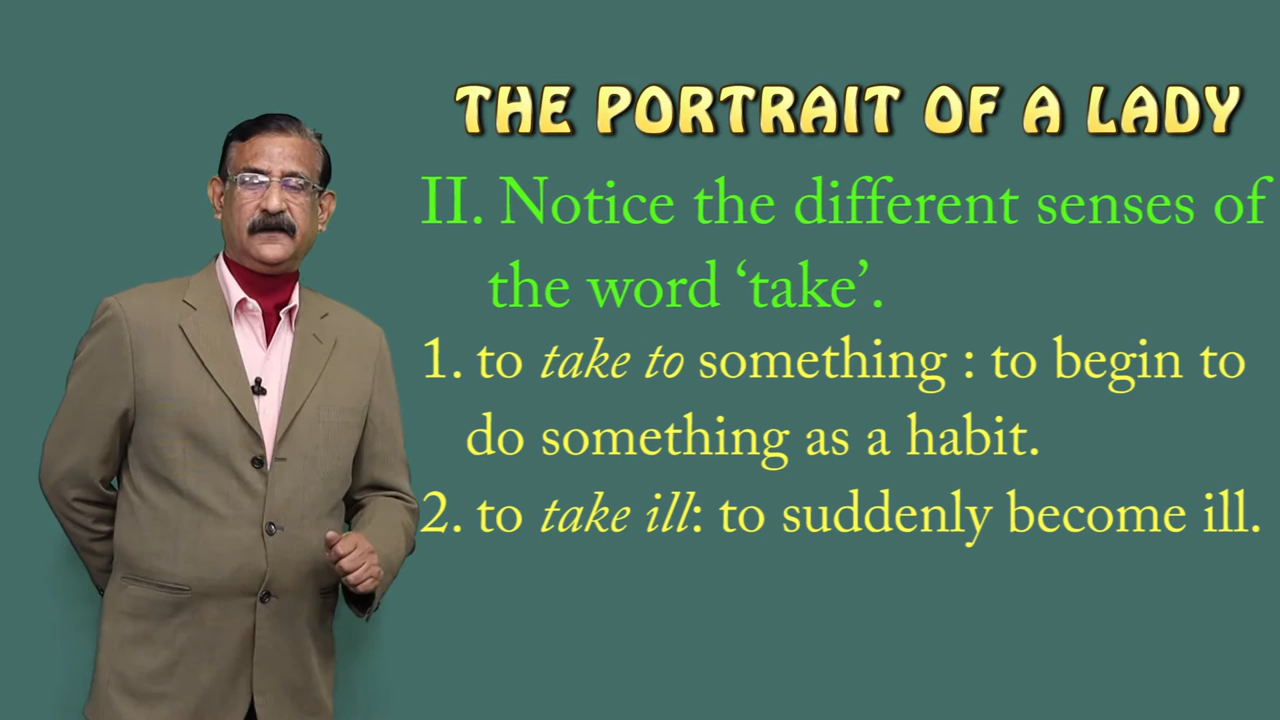 THE PORTRAIT OF A LADY
II. Notice the different senses of
the word ‘take’.
1. to take to something : to begin to
do something as a habit.
2. to take ill: to suddenly become ill.